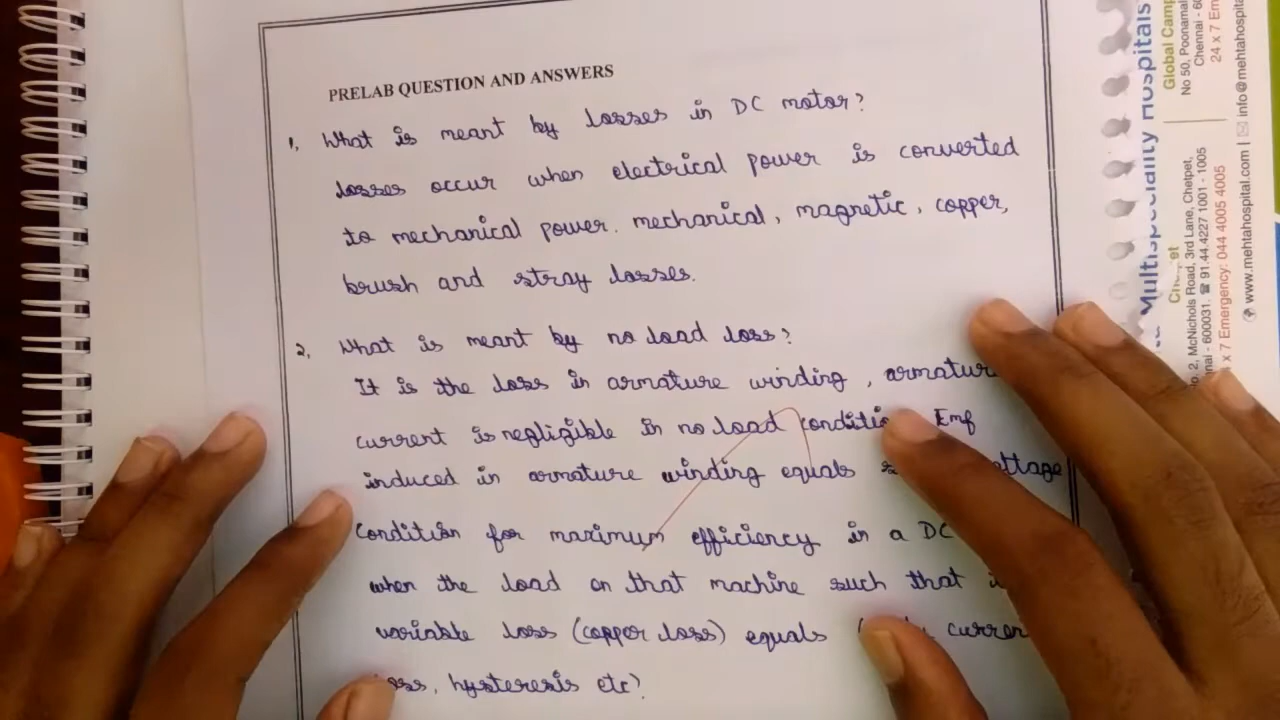 PRELAB QUESTION AND ANSWERS
1. What is meant by losses in DC motor?
losses occur when electrical power is converted
to mechanical power. mechanical, magnetic, copper,
brush and stray losses.
2. What is meant by no load loss?
It is the loss in armature winding, armature
current is negligible in no load condition Emf
induced in armature winding equals
Condition for maximum efficiency in a DC
when the load on that machine such that
variable loss (copper loss) equals
hysteresis etc?
Multispeciality Hospitals
Global Camp
No 50, Poonamal
Chennai - 60
24 x 7 Em
No. 2, McNichols Road, 3rd Lane, Chetpet,
600031. ☎ 91.44.4227 1001 - 1005
x 7 Emergency: 044 4005 4005
www.mehtahospital.com | info@mehtahospita